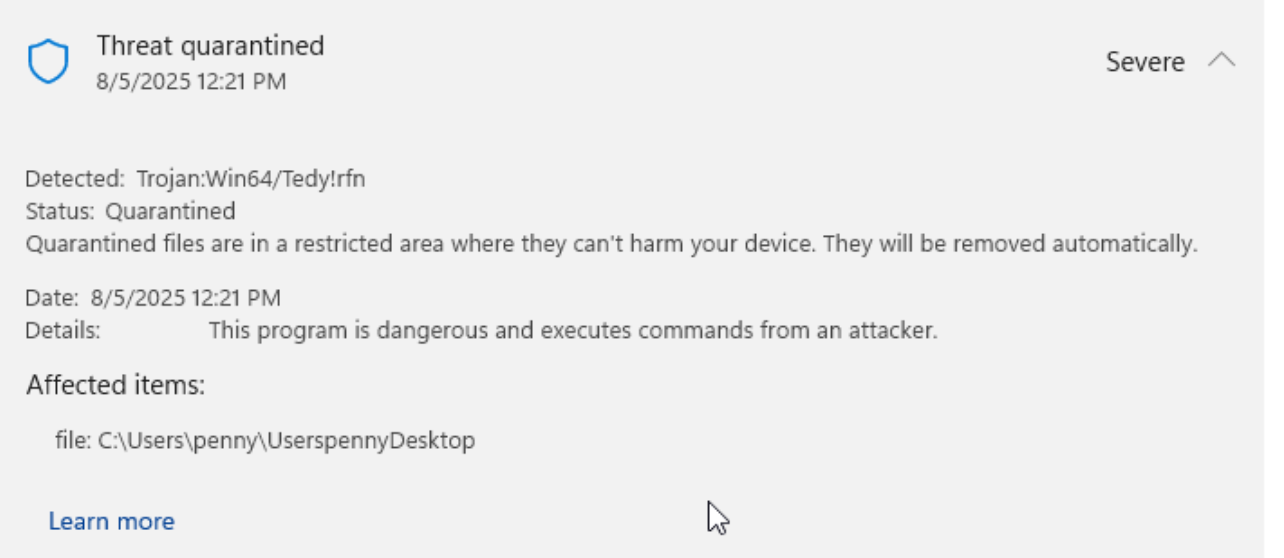 Threat quarantined
8/5/2025 12:21 PM
Severe
Detected: Trojan:Win64/Tedy!rfn
Status: Quarantined
Quarantined files are in a restricted area where they can't harm your device. They will be removed automatically.
Date: 8/5/2025 12:21 PM
Details: This program is dangerous and executes commands from an attacker.
Affected items:
file: C:\Users\penny\UserspennyDesktop
Learn more